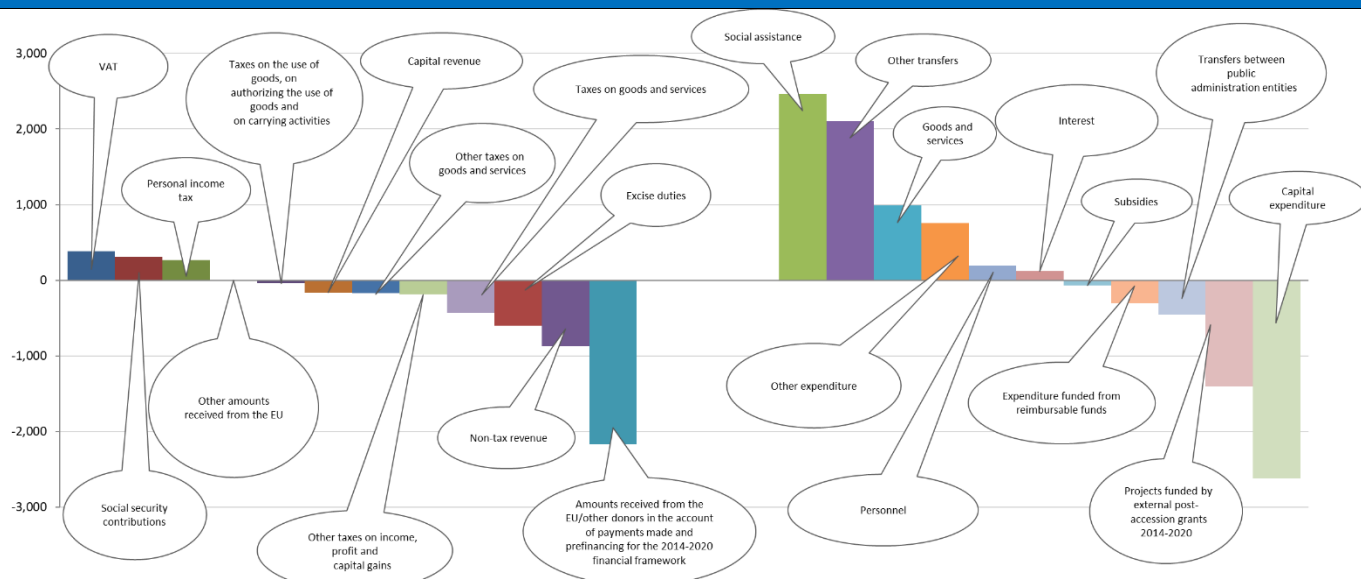 3,000
2,000
1,000
0
-1,000
-2,000
-3,000
VAT
Personal income
tax
Taxes on the use of
goods, on
authorizing the use of
goods and
on carrying activities
Capital revenue
Other taxes on
goods and services
Taxes on goods and services
Excise duties
Social security
contributions
Other amounts
received from the EU
Other taxes on income,
profit and
capital gains
Non-tax revenue
Amounts received from the
EU/other donors in the account
of payments made and
prefinancing for the 2014-2020
financial framework
Social assistance
Other transfers
Goods and
services
Interest
Subsidies
Transfers between
public
administration entities
Capital
expenditure
Other expenditure
Personnel
Expenditure funded from
reimbursable funds
Projects funded by
external post-
accession grants
2014-2020